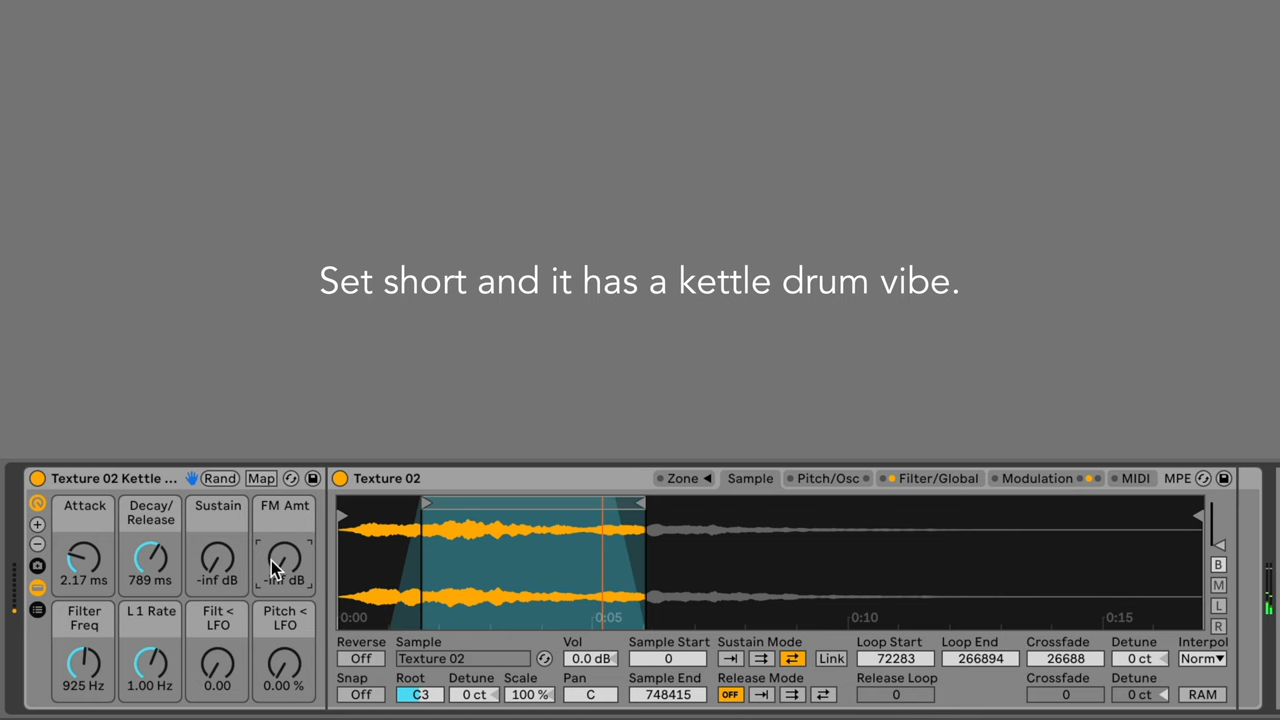 Set short and it has a kettle drum vibe.
Texture 02 Kettle ... Rand Map
Texture 02 Zone Sample Pitch/Osc Filter/Global Modulation MIDI MPE
Attack Decay/Release Sustain FM Amt
2.17 ms 789 ms -inf dB -inf dB
Filter Freq L 1 Rate Filt < LFO Pitch < LFO
925 Hz 1.00 Hz 0.00 0.00 %
0:00 0:05 0:10 0:15
B
M
L
R
Reverse Sample Vol Sample Start Sustain Mode Loop Start Loop End Crossfade Detune Interpol
Off Texture 02 0.0 dB 0 Link 72283 266894 26688 0 ct Norm
Snap Root Detune Scale Pan Sample End Release Mode Release Loop Crossfade Detune
Off C3 0 ct 100 % C 748415 OFF 0 0 0 ct RAM